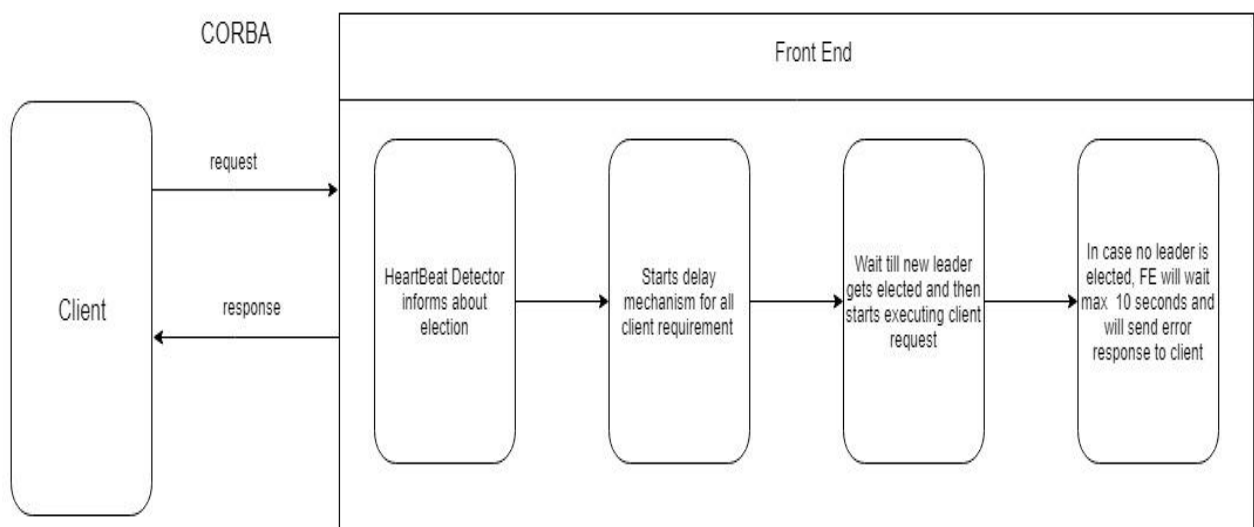 CORBA
Front End
Client
request
response
HeartBeat Detector
informs about
election
Starts delay
mechanism for all
client requirement
Wait till new leader
gets elected and then
starts executing client
request
In case no leader is
elected, FE will wait
max 10 seconds and
will send error
response to client